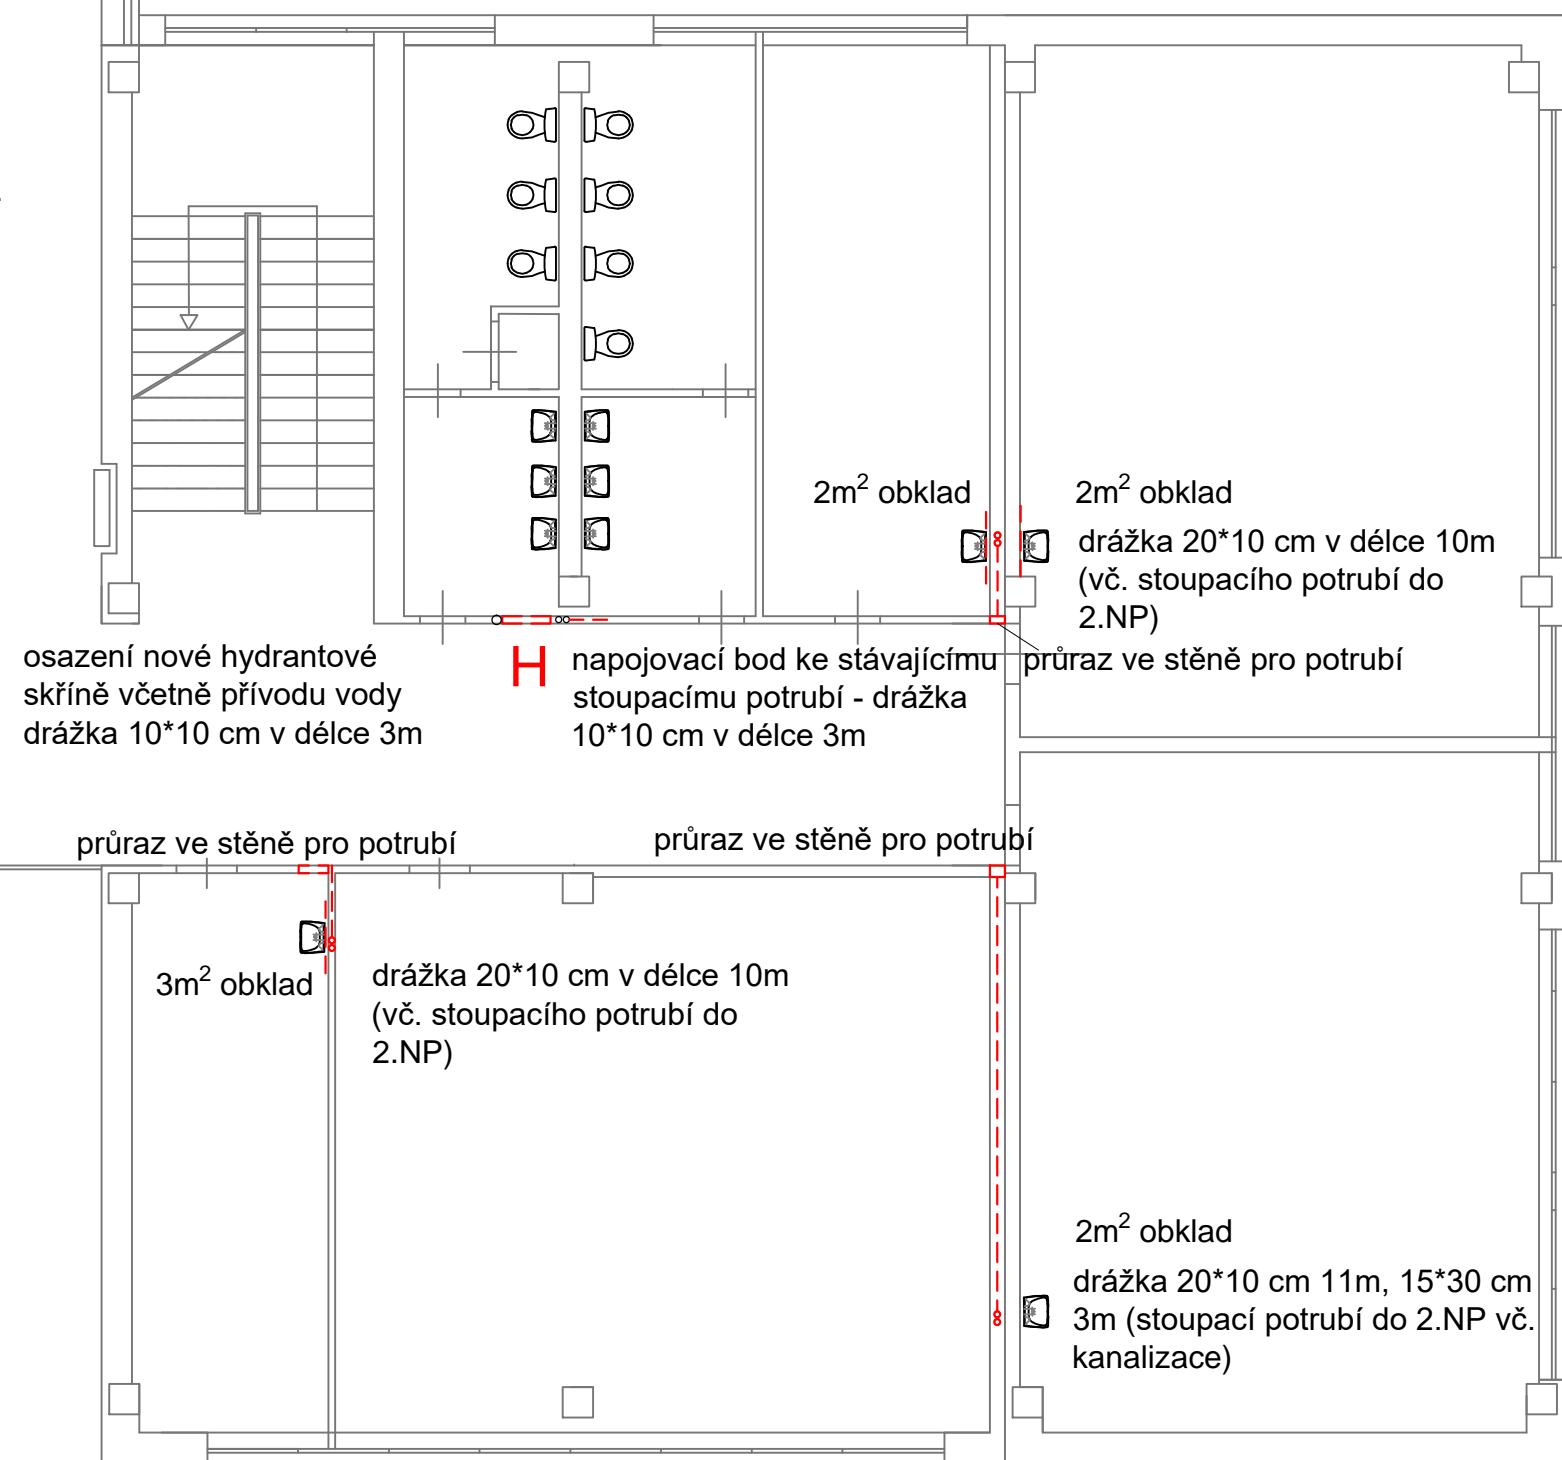 2m² obklad
2m² obklad
drážka 20*10 cm v délce 10m
(vč. stoupacího potrubí do
2.NP)
osazení nové hydrantové
skříně včetně přívodu vody
drážka 10*10 cm v délce 3m
H
napojovací bod ke stávajícímu
stoupacímu potrubí - drážka
10*10 cm v délce 3m
průraz ve stěně pro potrubí
průraz ve stěně pro potrubí
průraz ve stěně pro potrubí
3m² obklad
drážka 20*10 cm v délce 10m
(vč. stoupacího potrubí do
2.NP)
2m² obklad
drážka 20*10 cm 11m, 15*30 cm
3m (stoupací potrubí do 2.NP vč.
kanalizace)